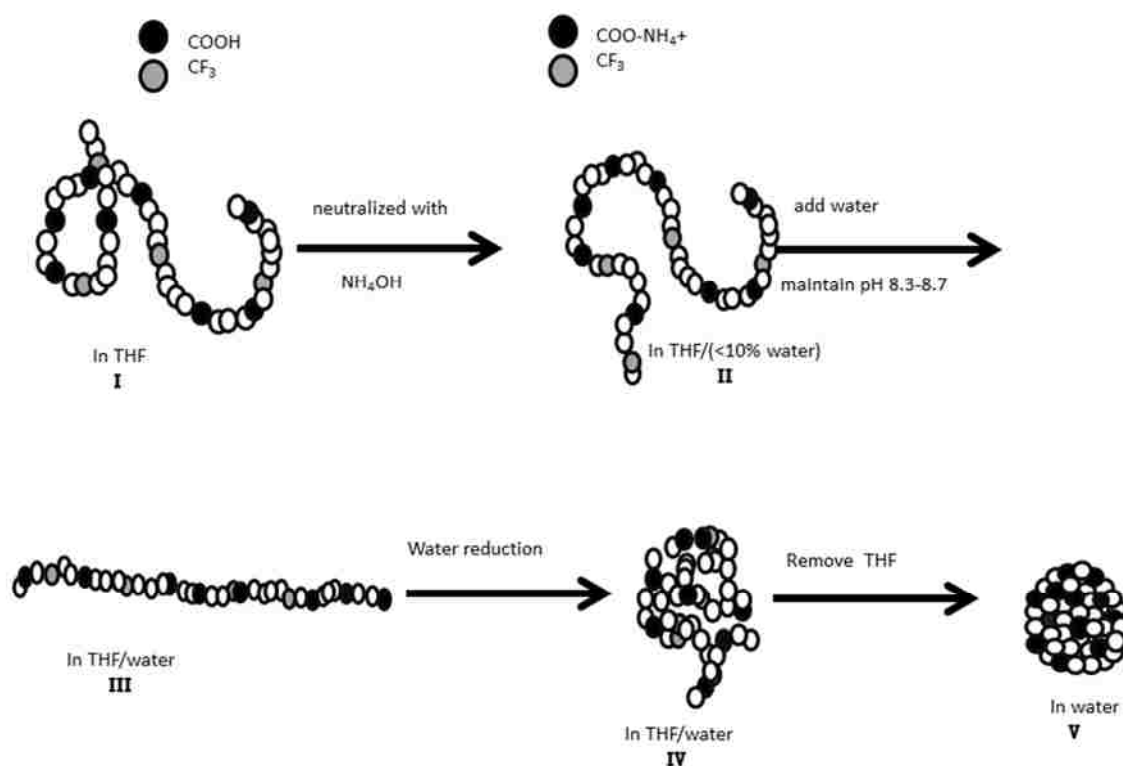 COOH
CF₃
COO-NH₄+
CF₃
neutralized with
NH₄OH
add water
maintain pH 8.3-8.7
In THF
I
In THF/(<10% water)
II
Water reduction
Remove THF
In THF/water
III
In THF/water
IV
In water
V